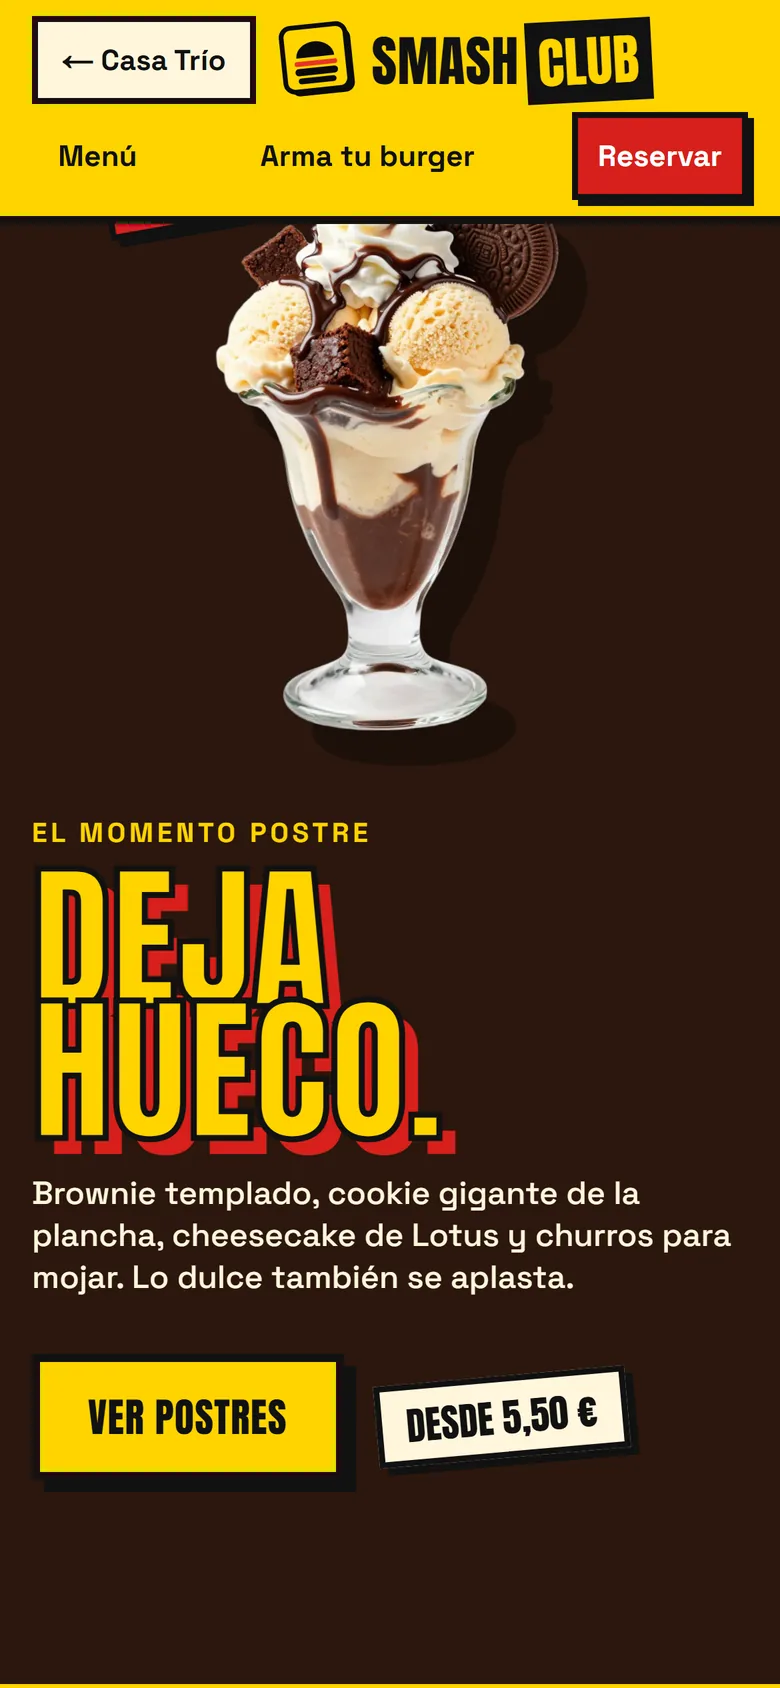 ← Casa Trío
SMASH CLUB
Menú
Arma tu burger
Reservar
EL MOMENTO POSTRE
DEJA
HUECO.
Brownie templado, cookie gigante de la
plancha, cheesecake de Lotus y churros para
mojar. Lo dulce también se aplasta.
VER POSTRES
DESDE 5,50 €